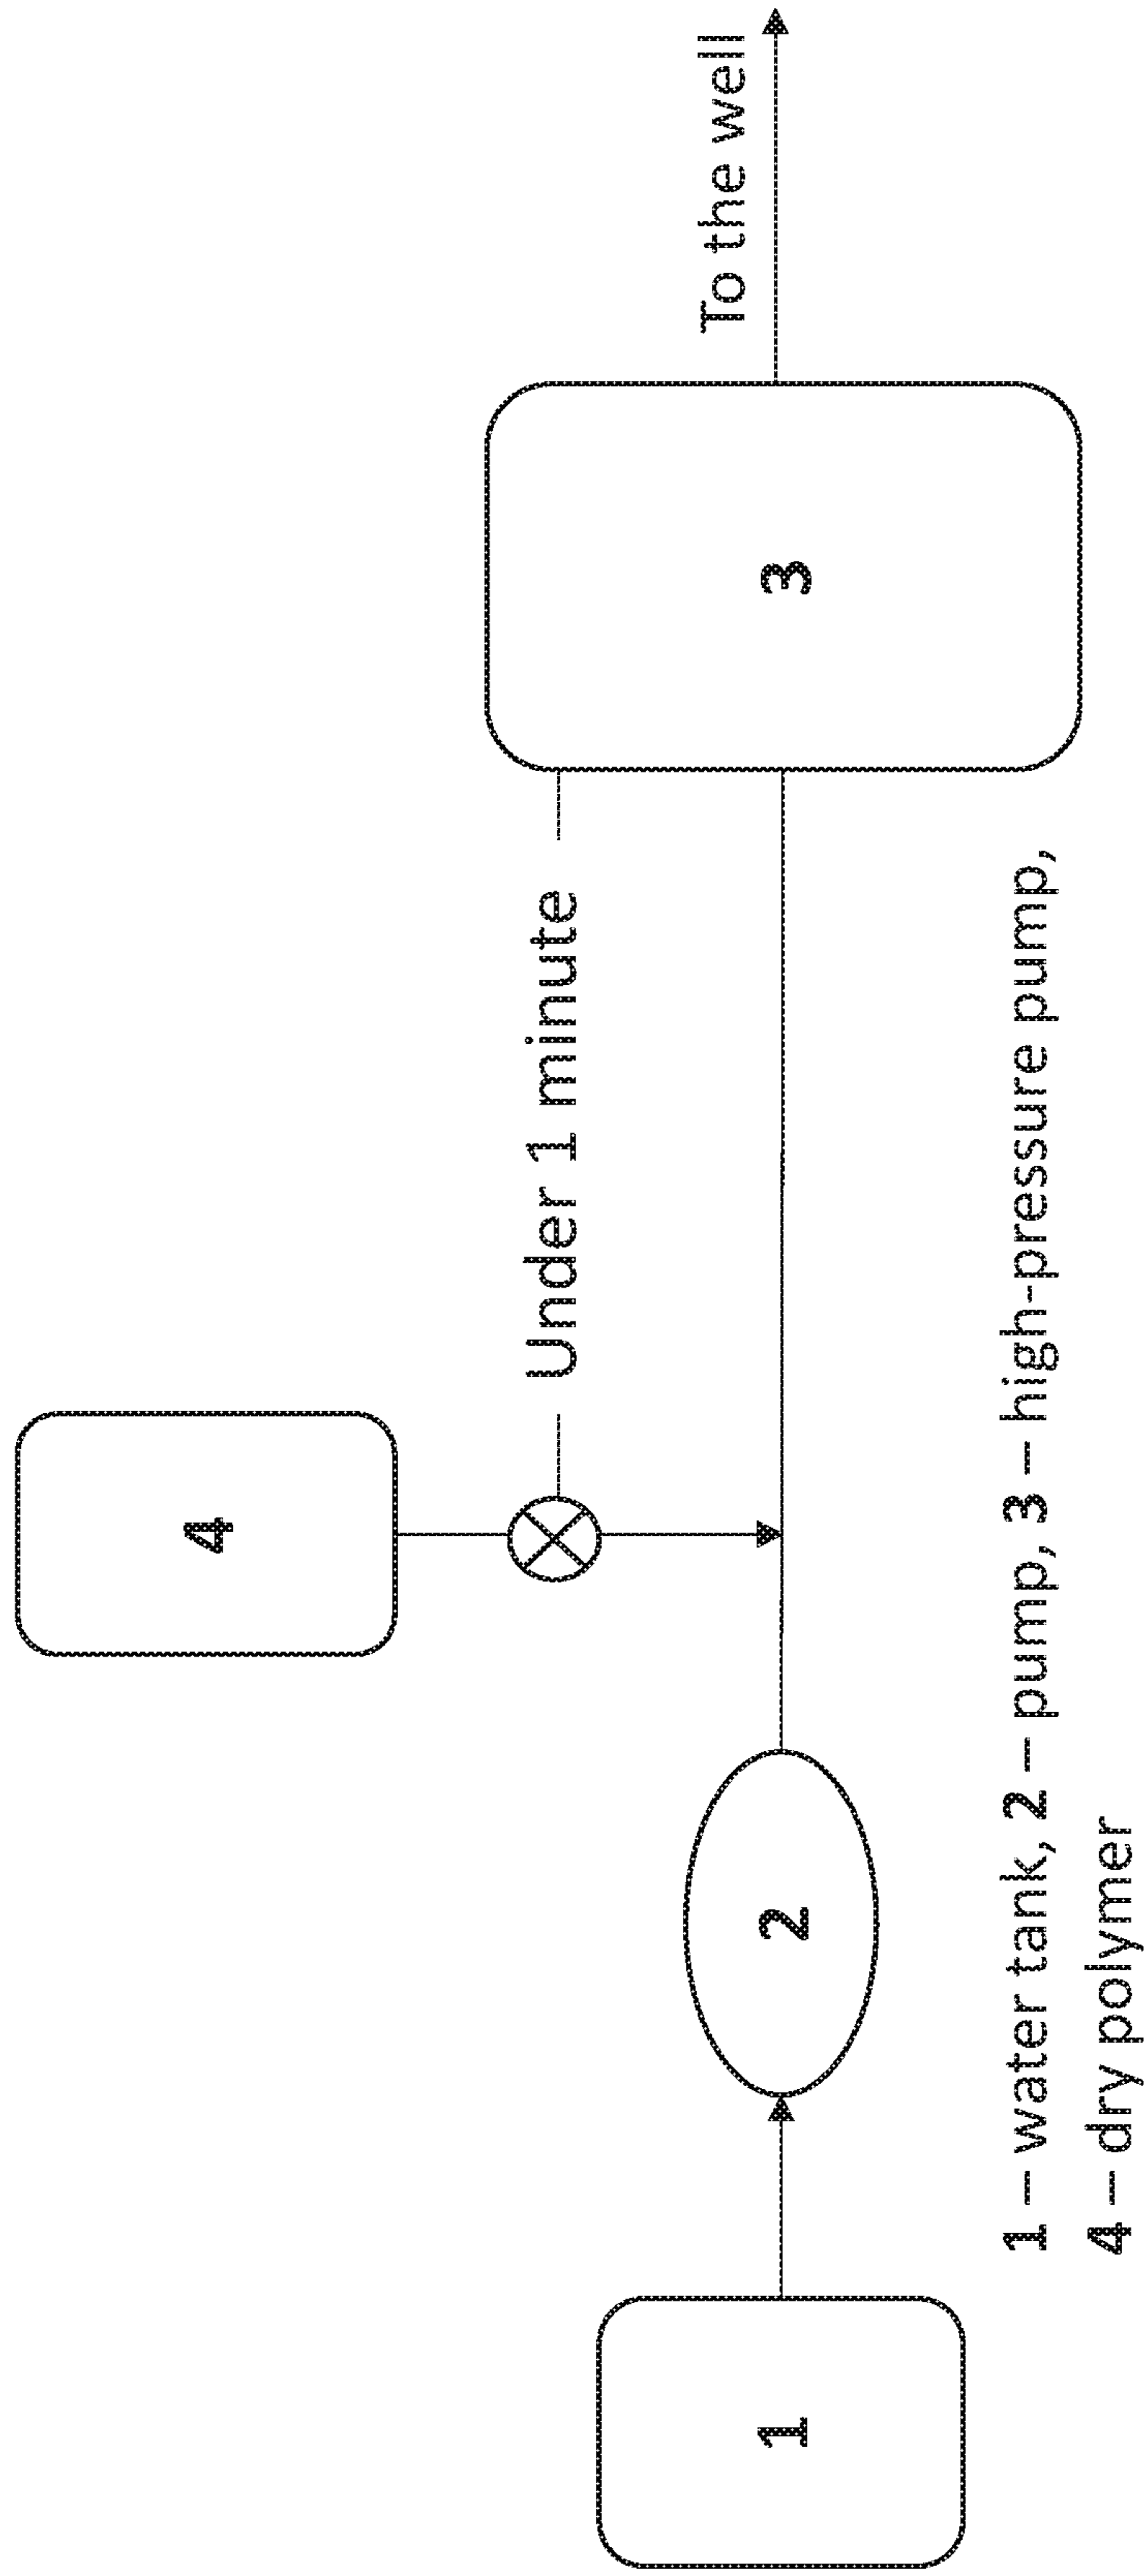 4
Under 1 minute
To the well
1
2
3
1 – water tank, 2 – pump, 3 – high-pressure pump,
4 – dry polymer